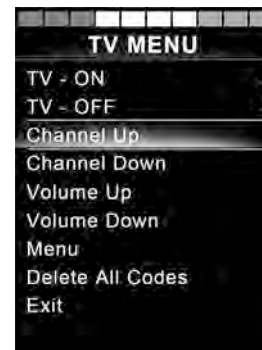 TV MENU
TV - ON
TV - OFF
Channel Up
Channel Down
Volume Up
Volume Down
Menu
Delete All Codes
Exit